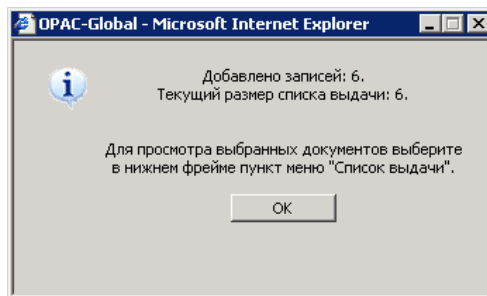 OPAC-Global - Microsoft Internet Explorer
Добавлено записей: 6.
Текущий размер списка выдачи: 6.
Для просмотра выбранных документов выберите
в нижнем фрейме пункт меню "Список выдачи".
OK